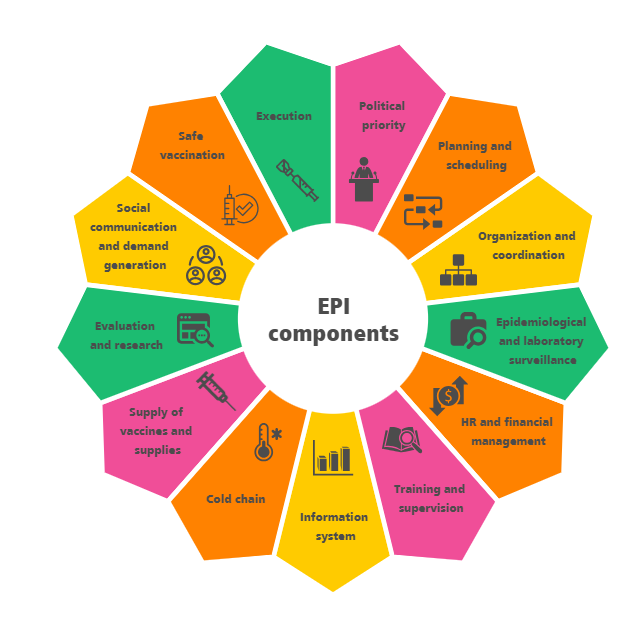 EPI
components
Political
priority
Planning and
scheduling
Organization and
coordination
Epidemiological
and laboratory
surveillance
HR and financial
management
Training and
supervision
Information
system
Cold chain
Supply of
vaccines and
supplies
Evaluation
and research
Social
communication
and demand
generation
Safe
vaccination
Execution